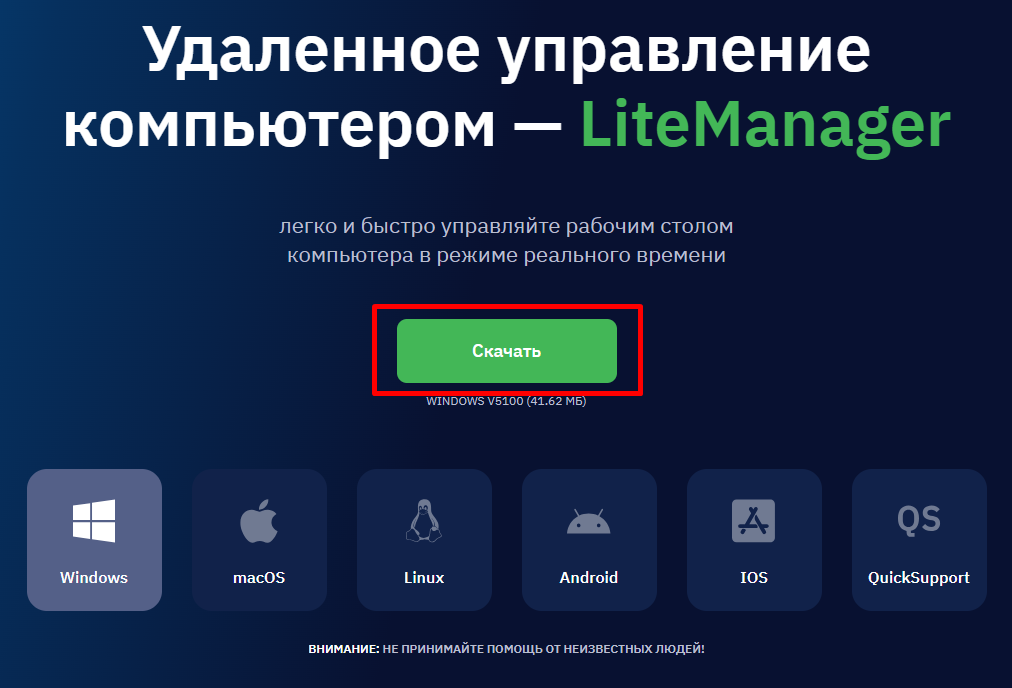 Удаленное управление
компьютером — LiteManager
легко и быстро управляйте рабочим столом
компьютера в режиме реального времени
Скачать
WINDOWS V5100 (41.62 МБ)
QS
Windows macOS Linux Android IOS QuickSupport
ВНИМАНИЕ: НЕ ПРИНИМАЙТЕ ПОМОЩЬ ОТ НЕИЗВЕСТНЫХ ЛЮДЕЙ!